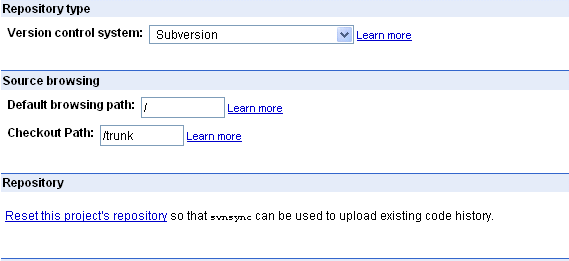 Repository type
Version control system: Subversion Learn more
Source browsing
Default browsing path: / Learn more
Checkout Path: /trunk Learn more
Repository
Reset this project's repository so that svnsync can be used to upload existing code history.